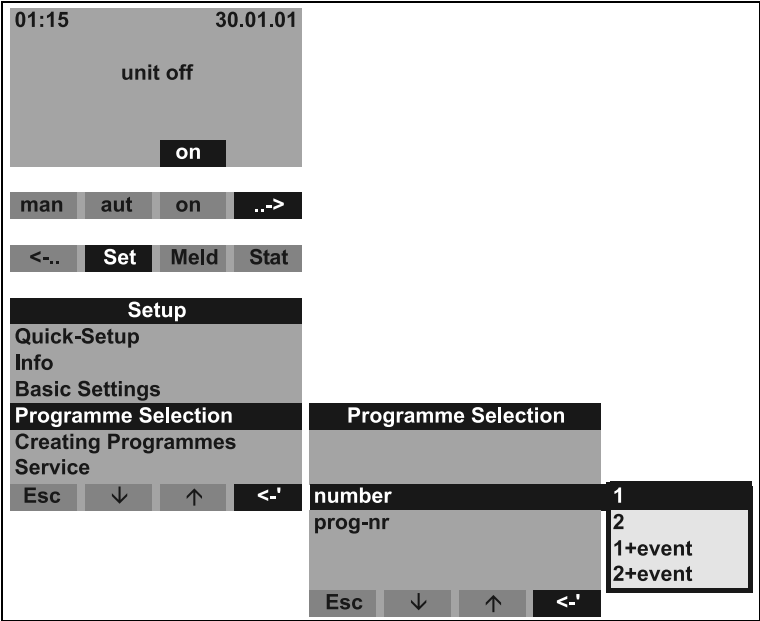 01:15 30.01.01
unit off
on
man aut on ..->
<-.. Set Meld Stat
Setup
Quick-Setup
Info
Basic Settings
Programme Selection
Creating Programmes
Service
Esc ↓ ↑ <-'
Programme Selection
number
prog-nr
Esc ↓ ↑ <-'
1
2
1+event
2+event